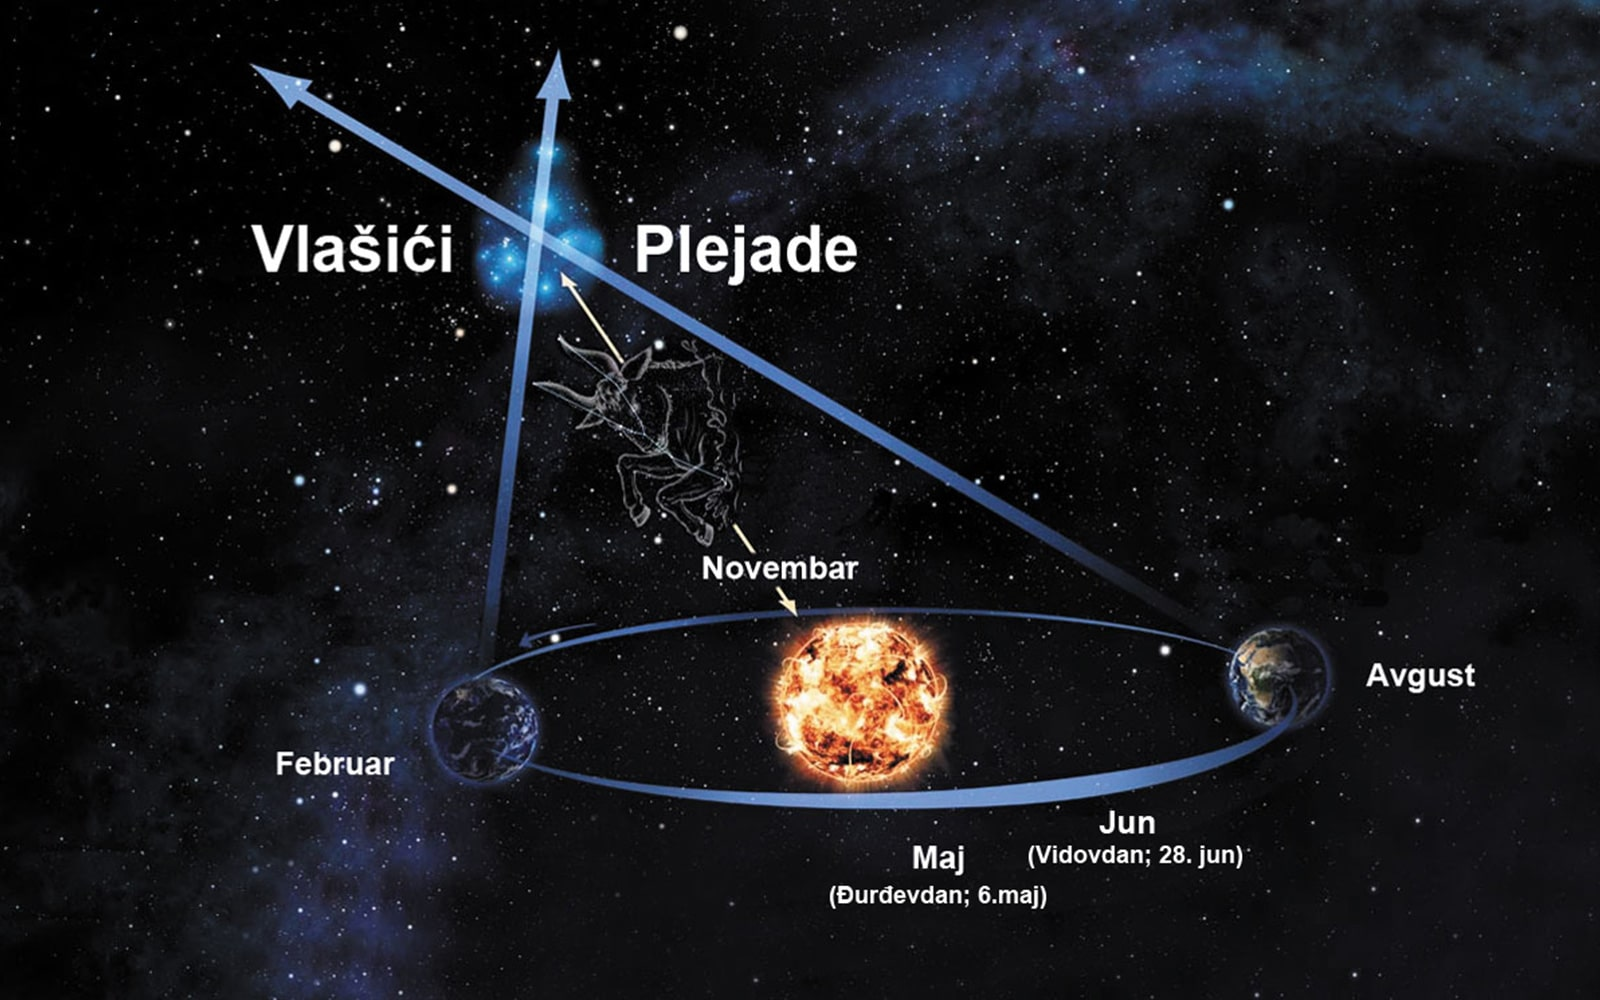 Vlašići
Plejade
Novembar
Avgust
Februar
Jun
(Vidovdan; 28. jun)
Maj
(Đurđevdan; 6.maj)